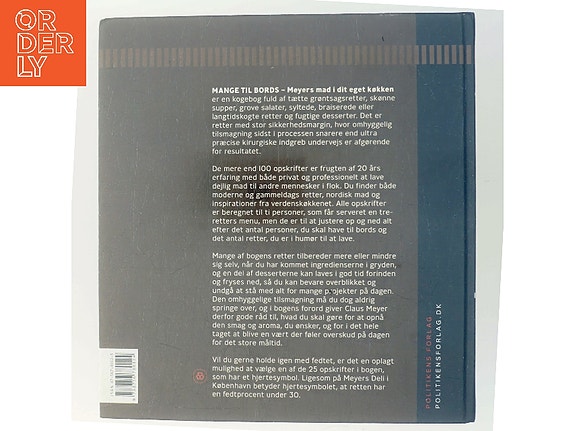 OR
DER
LY
MANGE TIL BORDS – Meyers mad i dit eget køkken
er en kogebog fuld af tætte grøntsagsretter, skønne
supper, grove salater, syltede, braiserede eller
langtidskogte retter og fugtige desserter. Det er
retter med stor sikkerhedsmargin, hvor omhyggelig
tilsmagning sidst i processen snarere end ultra
præcise kirurgiske indgreb undervejs er afgørende
for resultatet.
De mere end 100 opskrifter er frugten af 20 års
erfaring med både privat og professionelt at lave
dejlig mad til andre mennesker i flok. Du finder både
moderne og gammeldags retter, nordisk mad og
inspirationer fra verdenskøkkenet. Alle opskrifter
er beregnet til ti personer, som får serveret en tre-
retters menu, men de er til at justere op og ned alt
efter det antal personer, du skal have til bords og
det antal retter, du er i humør til at lave.
Mange af bogens retter tilbereder mere eller mindre
sig selv, når du har kommet ingredienserne i gryden,
og en del af desserterne kan laves i god tid forinden
og fryses ned, så du kan bevare overblikket og
undgå at stå med alt for mange projekter på dagen.
Den omhyggelige tilsmagning må du dog aldrig
springe over, og i bogens forord giver Claus Meyer
derfor gode råd til, hvad du skal gøre for at opnå
den smag og aroma, du ønsker, og for i det hele
taget at blive en vært der føler overskud på dagen
for det store måltid.
Vil du gerne holde igen med fedtet, er det en oplagt
mulighed at vælge en af de 25 opskrifter i bogen,
som har et hjertesymbol. Ligesom på Meyers Deli i
København betyder hjertesymbolet, at retten har
en fedtprocent under 30.
POLITIKENS FORLAG
POLITIKENSFORLAG.DK